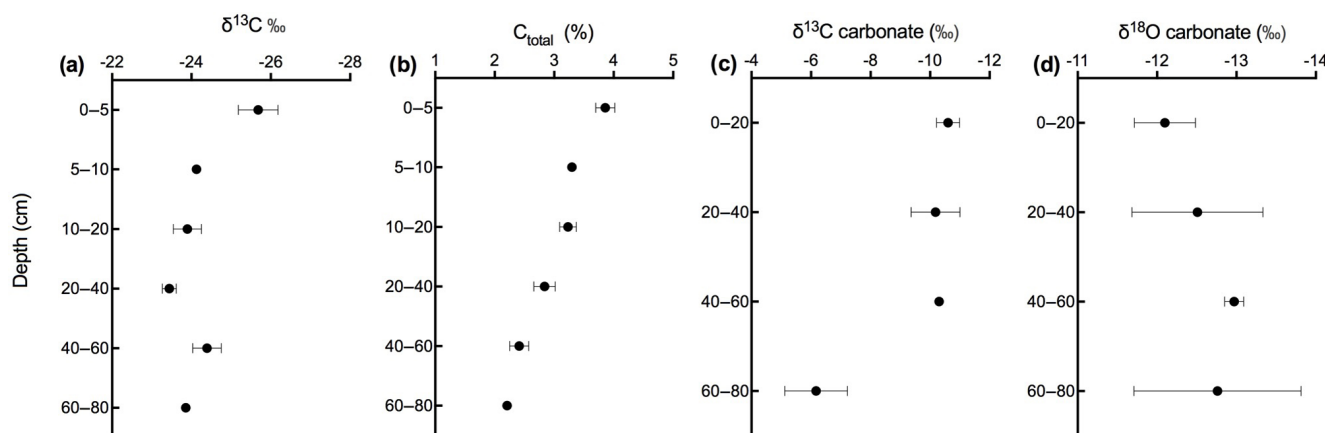 δ¹³C ‰
(a)
-22 -24 -26 -28
Depth (cm)
0–5
5–10
10–20
20–40
40–60
60–80
C_total (%)
(b)
1 2 3 4 5
0–5
5–10
10–20
20–40
40–60
60–80
δ¹³C carbonate (‰)
(c)
-4 -6 -8 -10 -12
0–20
20–40
40–60
60–80
δ¹⁸O carbonate (‰)
(d)
-11 -12 -13 -14
0–20
20–40
40–60
60–80